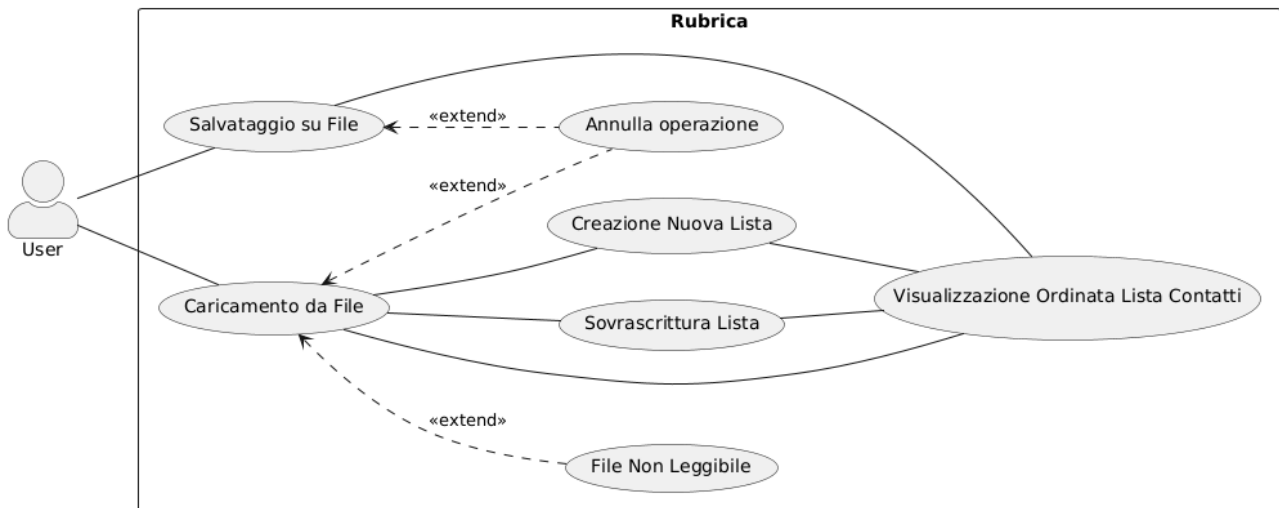 Rubrica
Salvataggio su File
«extend»
Annulla operazione
«extend»
User
Creazione Nuova Lista
Caricamento da File
Visualizzazione Ordinata Lista Contatti
Sovrascrittura Lista
«extend»
File Non Leggibile